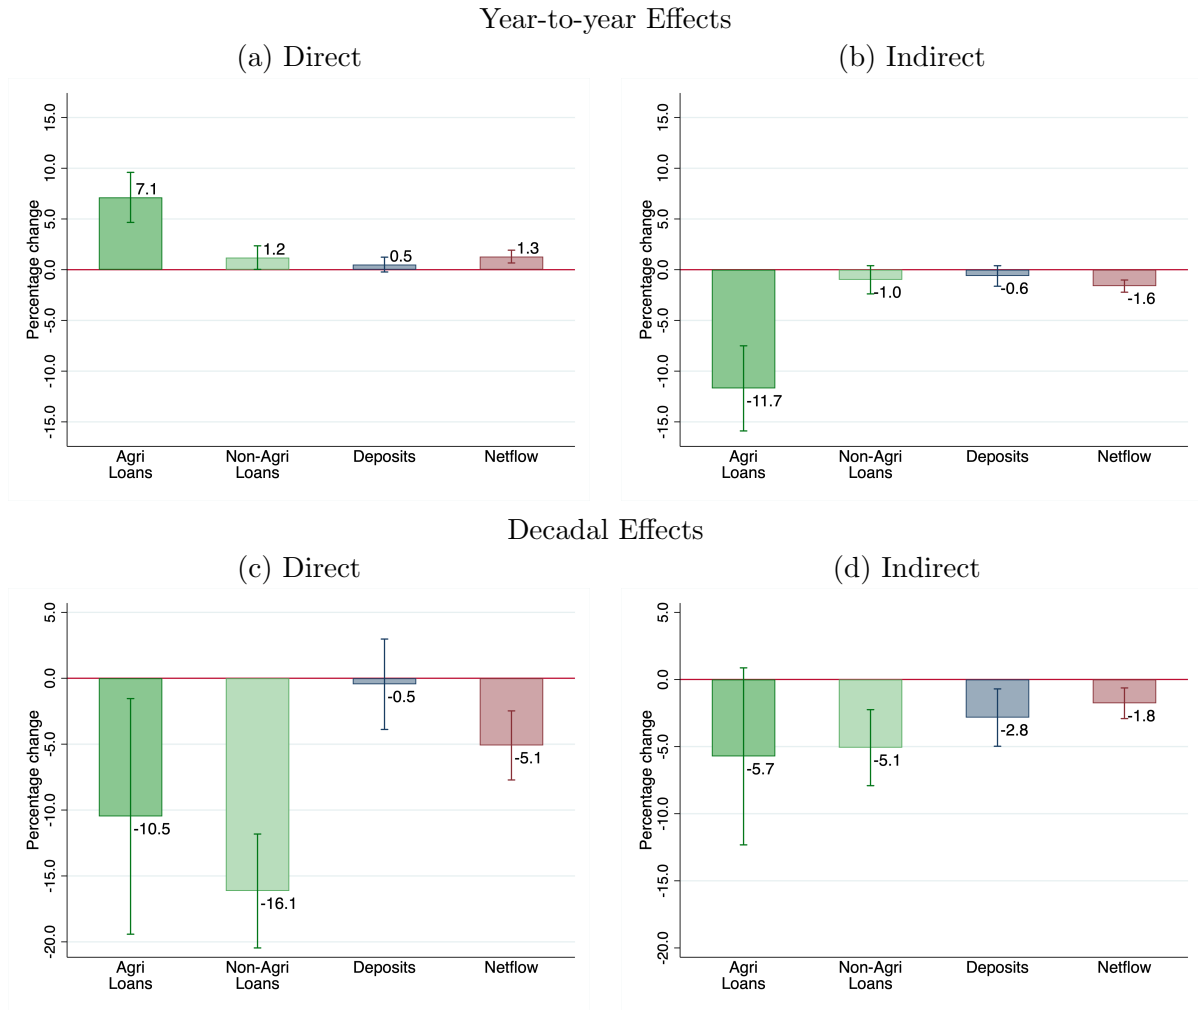 Year-to-year Effects
(a) Direct
(b) Indirect
Percentage change
15.0
10.0
5.0
0.0
-5.0
-10.0
-15.0
7.1
1.2
0.5
1.3
Agri
Loans
Non-Agri
Loans
Deposits
Netflow
Percentage change
15.0
10.0
5.0
0.0
-5.0
-10.0
-15.0
-11.7
-1.0
-0.6
-1.6
Agri
Loans
Non-Agri
Loans
Deposits
Netflow
Decadal Effects
(c) Direct
(d) Indirect
Percentage change
5.0
0.0
-5.0
-10.0
-15.0
-20.0
-10.5
-16.1
-0.5
-5.1
Agri
Loans
Non-Agri
Loans
Deposits
Netflow
Percentage change
5.0
0.0
-5.0
-10.0
-15.0
-20.0
-5.7
-5.1
-2.8
-1.8
Agri
Loans
Non-Agri
Loans
Deposits
Netflow